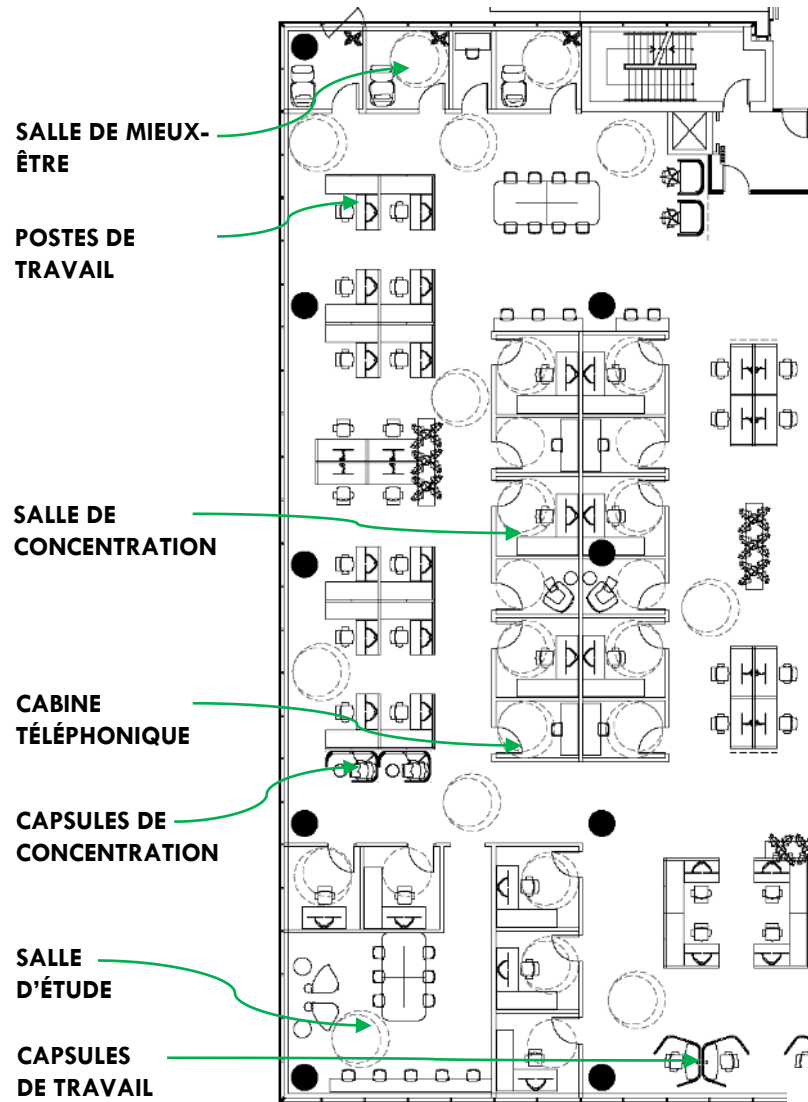 SALLE DE MIEUX-
ÊTRE
POSTES DE
TRAVAIL
SALLE DE
CONCENTRATION
CABINE
TÉLÉPHONIQUE
CAPSULES DE
CONCENTRATION
SALLE
D'ÉTUDE
CAPSULES
DE TRAVAIL